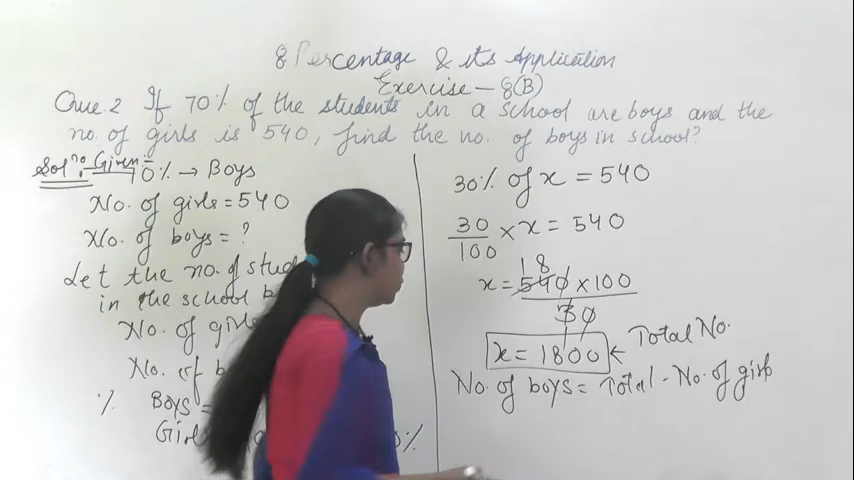 8 Percentage & its Application
Exercise - 8(B)
Que.2 If 70% of the students in a school are boys and the
no. of girls is 540, find the no. of boys in school?
Solno. Given:-
70% → Boys
No. of girls = 540
No. of boys = ?
Let the no. of stud
in the school b
No. of girl
No. of b
% Boys =
Girl
0%
30% of x = 540
30/100 × x = 540
18
x = 540 × 100
30
x = 1800 ← Total No.
No. of boys = Total - No. of girls